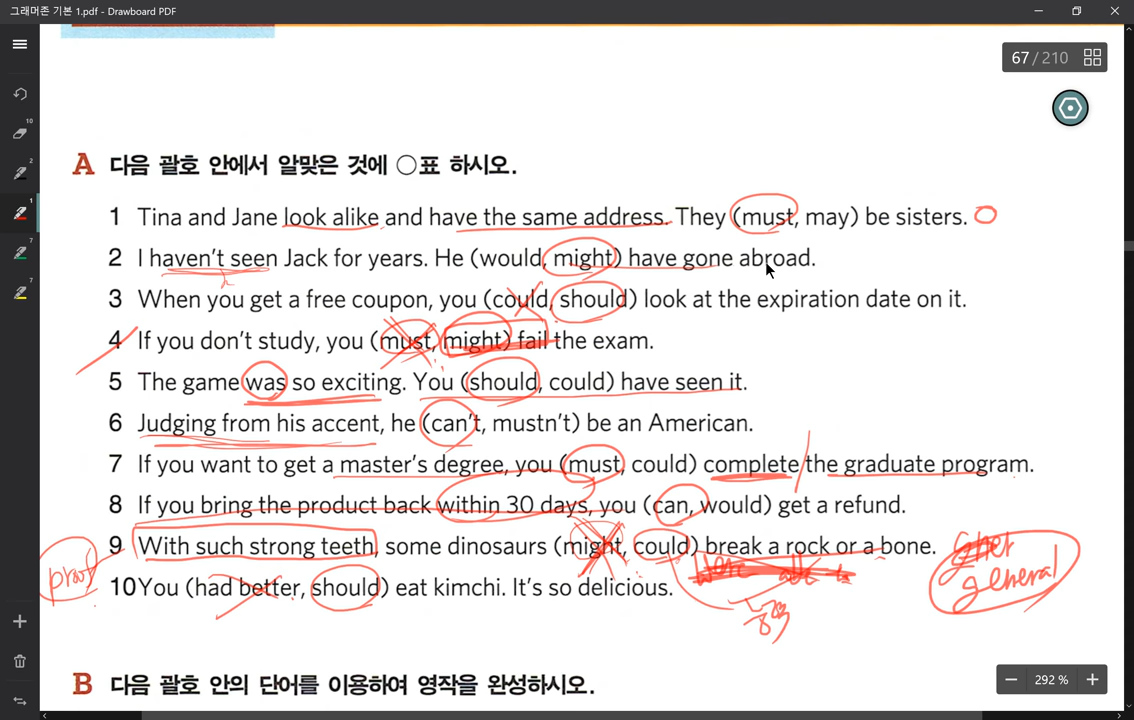 그래머존 기본 1.pdf - Drawboard PDF
67 / 210
10
2
1
7
7
A 다음 괄호 안에서 알맞은 것에 ○표 하시오.
1 Tina and Jane look alike and have the same address. They (must, may) be sisters.
2 I haven't seen Jack for years. He (would, might) have gone abroad.
3 When you get a free coupon, you (could, should) look at the expiration date on it.
4 If you don't study, you (must, might) fail the exam.
5 The game was so exciting. You (should, could) have seen it.
6 Judging from his accent, he (can't, mustn't) be an American.
7 If you want to get a master's degree, you (must, could) complete the graduate program.
8 If you bring the product back within 30 days, you (can, would) get a refund.
9 With such strong teeth, some dinosaurs (might, could) break a rock or a bone.
proof
general
10 You (had better, should) eat kimchi. It's so delicious.
B 다음 괄호 안의 단어를 이용하여 영작을 완성하시오.
292 %